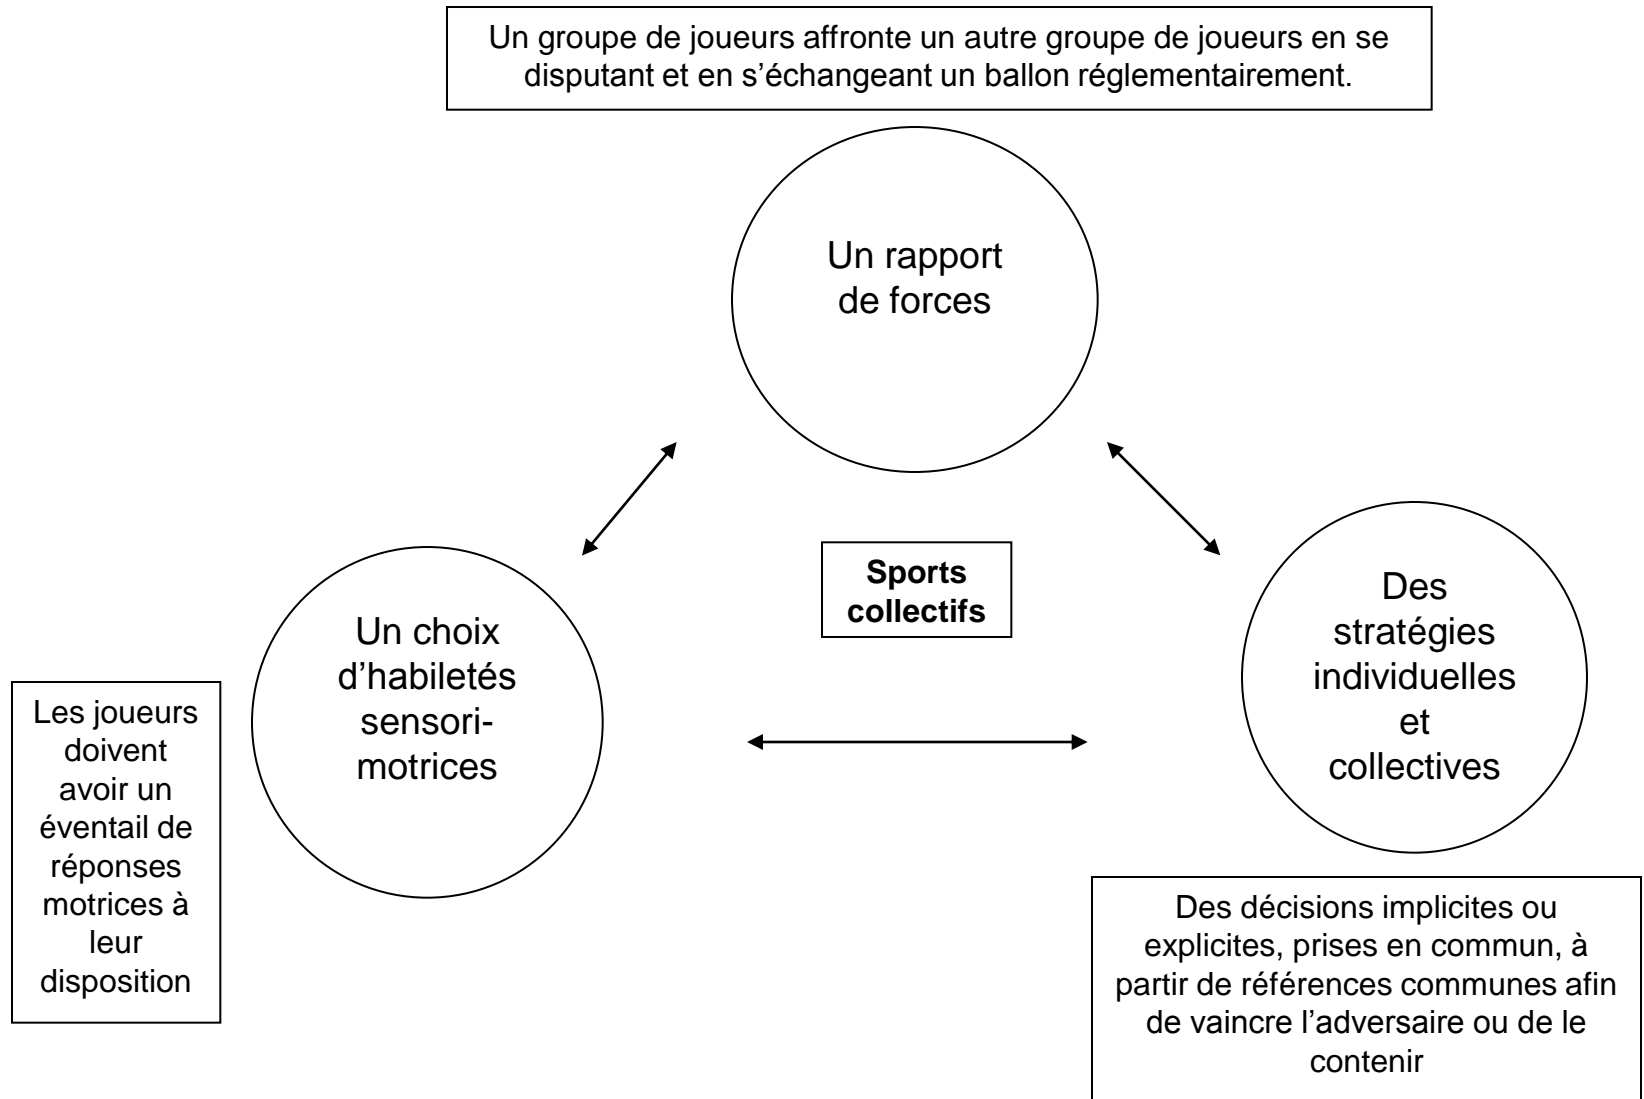 Un groupe de joueurs affronte un autre groupe de joueurs en se
disputant et en s’échangeant un ballon réglementairement.
Un rapport
de forces
Sports
collectifs
Un choix
d’habiletés
sensori-
motrices
Des
stratégies
individuelles
et
collectives
Les joueurs
doivent
avoir un
éventail de
réponses
motrices à
leur
disposition
Des décisions implicites ou
explicites, prises en commun, à
partir de références communes afin
de vaincre l’adversaire ou de le
contenir